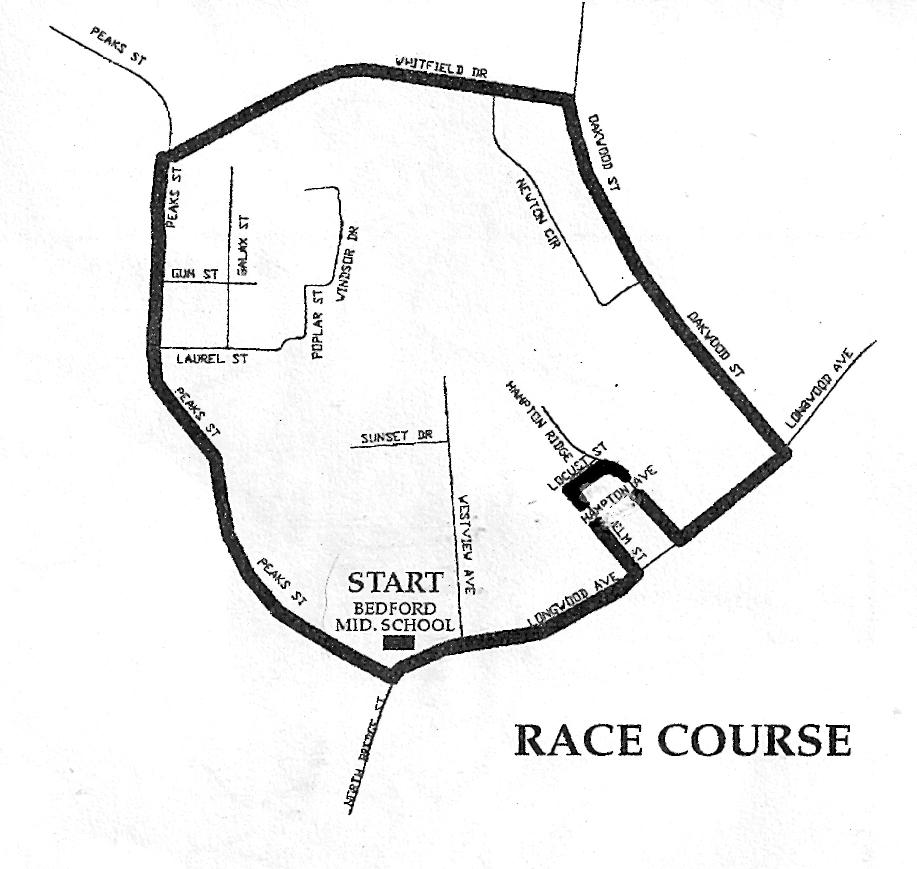 PEAKS ST
WHITFIELD DR
OAKWOOD ST
PEAKS ST
NEWTON CIR
GALAX ST
WINDSOR DR
GUM ST
POPLAR ST
OAKWOOD ST
LAUREL ST
LONGWOOD AVE
PEAKS ST
HAMPTON RIDGE
SUNSET DR
LOCUST ST
HAMPTON AVE
WESTVIEW AVE
ELM ST
PEAKS ST
START
BEDFORD
MID. SCHOOL
LONGWOOD AVE
NORTH BRIDGE ST
RACE COURSE